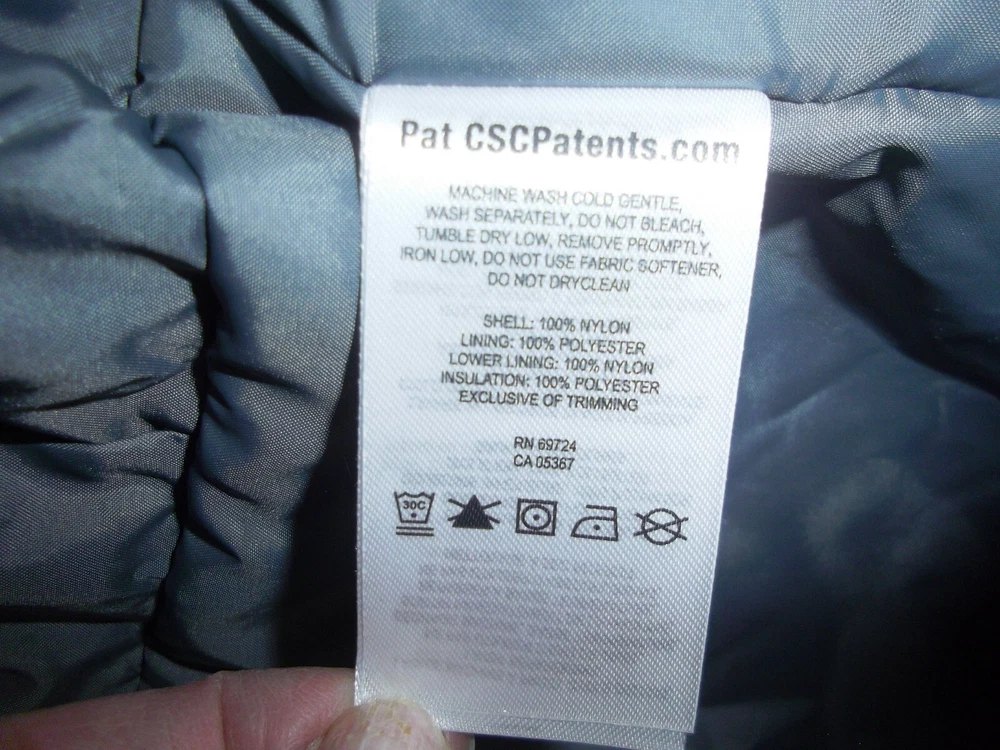 Pat CSCPatents.com
MACHINE WASH COLD GENTLE,
WASH SEPARATELY, DO NOT BLEACH,
TUMBLE DRY LOW, REMOVE PROMPTLY,
IRON LOW, DO NOT USE FABRIC SOFTENER,
DO NOT DRYCLEAN
SHELL: 100% NYLON
LINING: 100% POLYESTER
LOWER LINING: 100% NYLON
INSULATION: 100% POLYESTER
EXCLUSIVE OF TRIMMING
RN 69724
CA 05367
30C